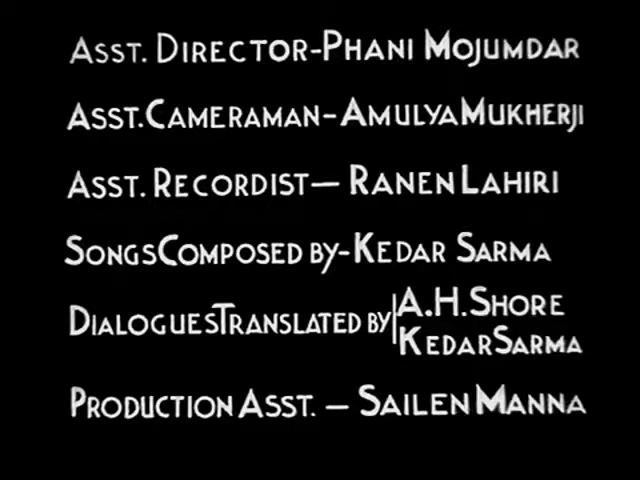 Asst. Director-Phani Mojumdar
Asst. Cameraman-Amulya Mukherji
Asst. Recordist— Ranen Lahiri
Songs Composed by-Kedar Sarma
Dialogues Translated by| A.H. Shore
Kedar Sarma
Production Asst. — Sailen Manna